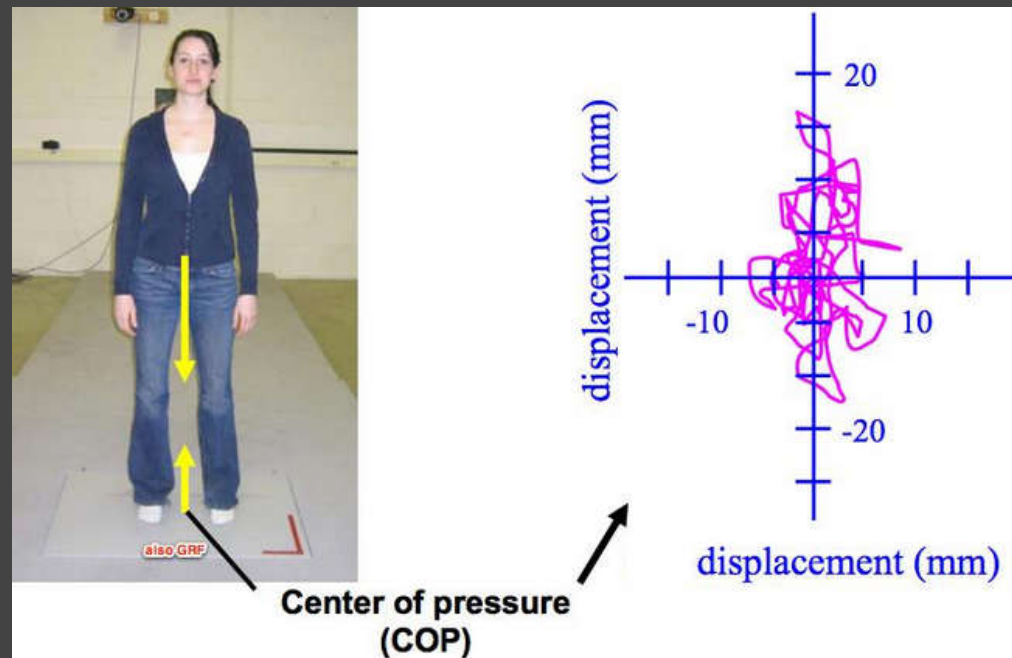 also GRF
Center of pressure
(COP)
displacement (mm)
20
-10
10
-20
displacement (mm)